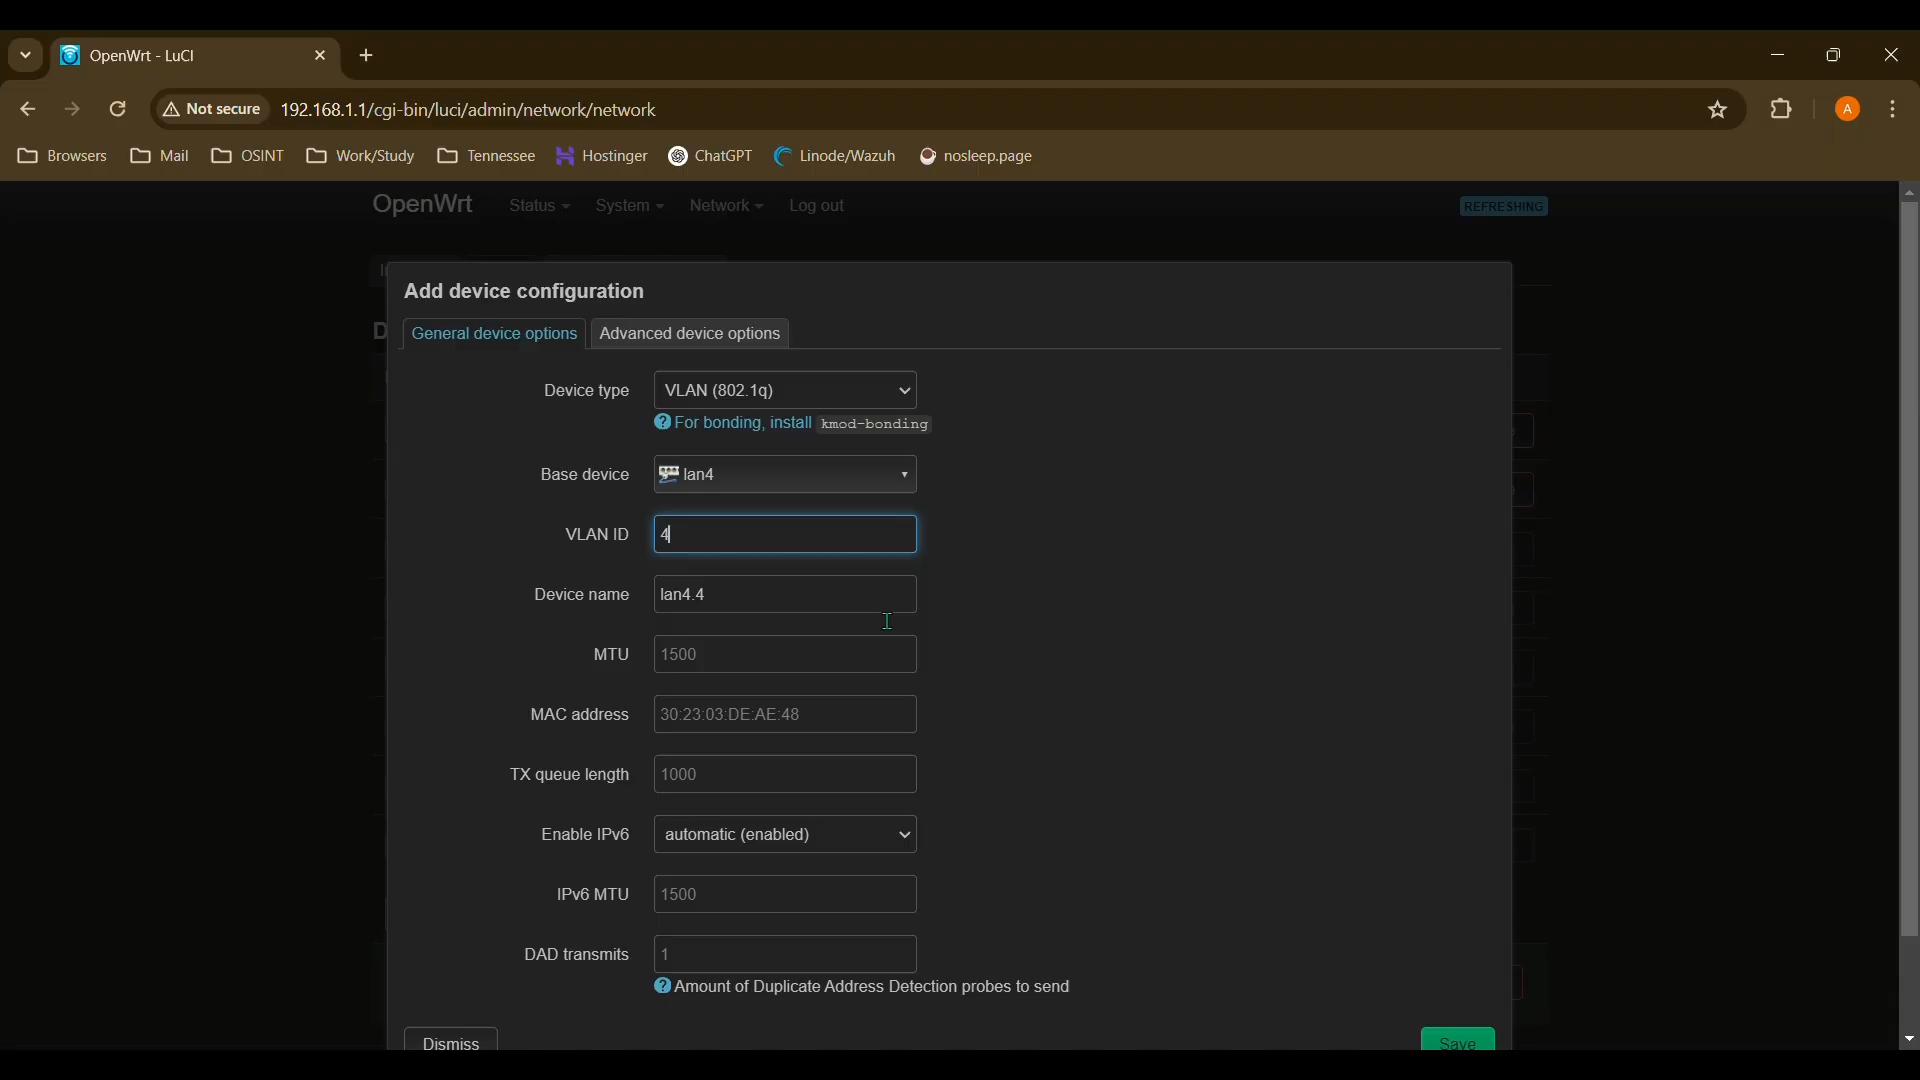 OpenWrt - LuCI
Not secure 192.168.1.1/cgi-bin/luci/admin/network/network A
Browsers Mail OSINT Work/Study Tennessee Hostinger ChatGPT Linode/Wazuh nosleep.page
OpenWrt Status System Network Log out REFRESHING
Add device configuration
General device options Advanced device options
Device type VLAN (802.1q)
For bonding, install kmod-bonding
Base device lan4
VLAN ID 4
Device name lan4.4
MTU 1500
MAC address 30:23:03:DE:AE:48
TX queue length 1000
Enable IPv6 automatic (enabled)
IPv6 MTU 1500
DAD transmits 1
Amount of Duplicate Address Detection probes to send
Dismiss Save